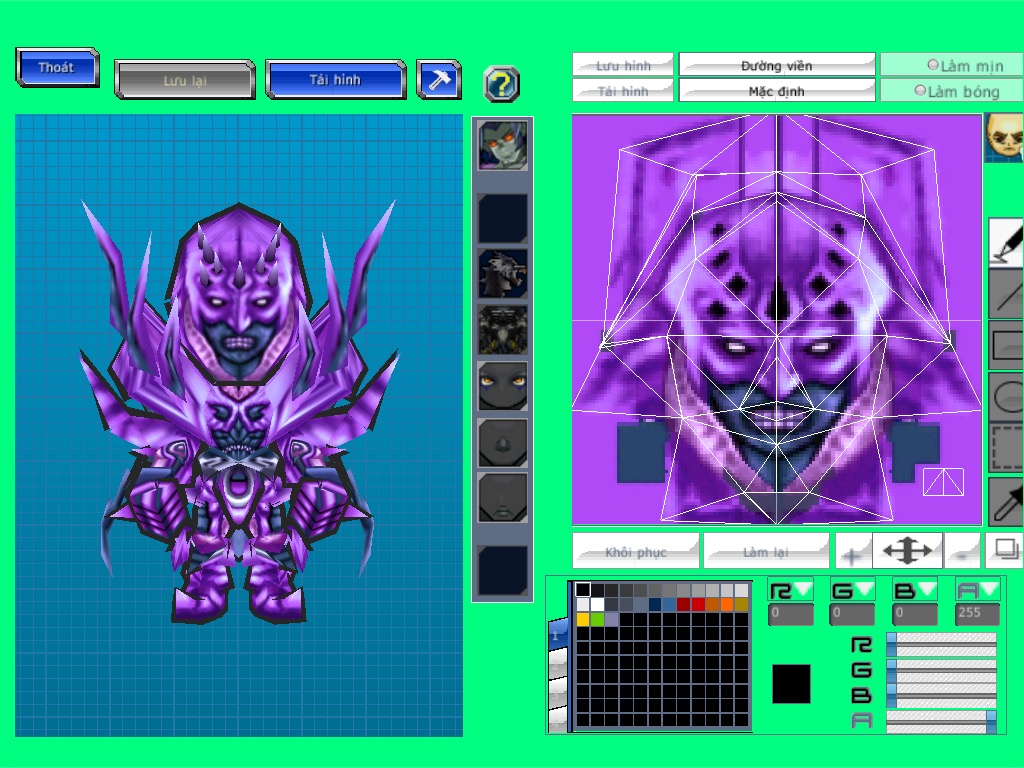 Thoát
Lưu lại
Tải hình
?
Lưu hình
Đường viền
Làm mịn
Tải hình
Mặc định
Làm bóng
Khôi phục
Làm lại
+
-
R G B A
0 0 0 255
1
R
G
B
A